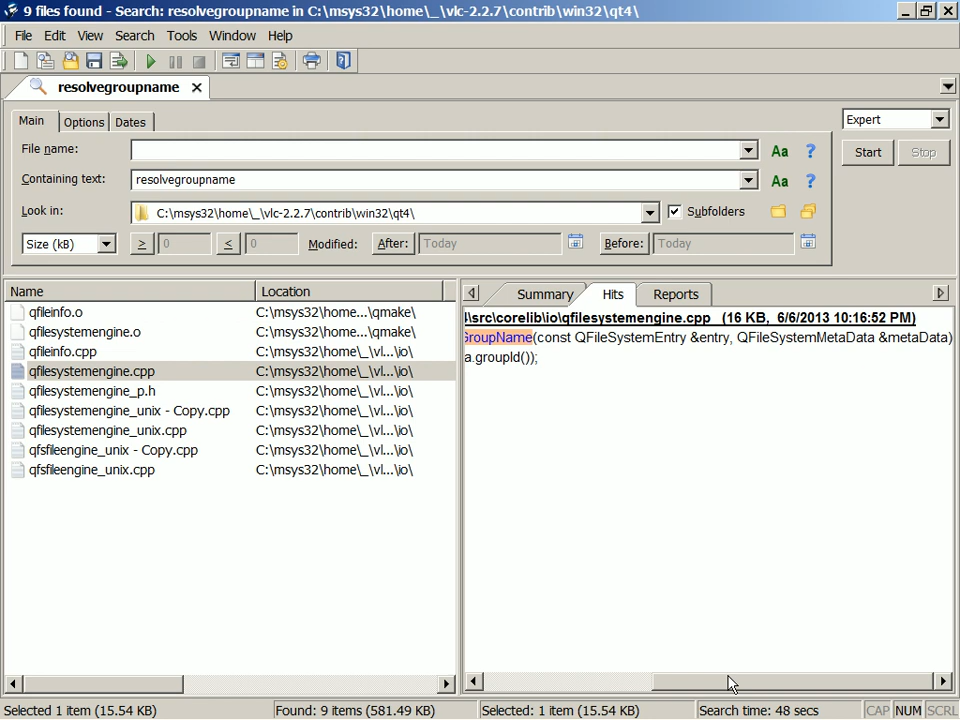 9 files found - Search: resolvegroupname in C:\msys32\home\_\vlc-2.2.7\contrib\win32\qt4\
File Edit View Search Tools Window Help
resolvegroupname
Main Options Dates
Expert
File name:
Aa ?
Start Stop
Containing text: resolvegroupname
Aa ?
Look in: C:\msys32\home\_\vlc-2.2.7\contrib\win32\qt4\
Subfolders
Size (kB) > 0 < 0 Modified: After: Today Before: Today
Name Location
qfileinfo.o C:\msys32\home...\qmake\
qfilesystemengine.o C:\msys32\home...\qmake\
qfileinfo.cpp C:\msys32\home\_\vl...\io\
qfilesystemengine.cpp C:\msys32\home\_\vl...\io\
qfilesystemengine_p.h C:\msys32\home\_\vl...\io\
qfilesystemengine_unix - Copy.cpp C:\msys32\home\_\vl...\io\
qfilesystemengine_unix.cpp C:\msys32\home\_\vl...\io\
qfsfileengine_unix - Copy.cpp C:\msys32\home\_\vl...\io\
qfsfileengine_unix.cpp C:\msys32\home\_\vl...\io\
Summary Hits Reports
4\src\corelib\io\qfilesystemengine.cpp (16 KB, 6/6/2013 10:16:52 PM)
GroupName(const QFileSystemEntry &entry, QFileSystemMetaData &metaData)
a.groupId());
Selected 1 item (15.54 KB) Found: 9 items (581.49 KB) Selected: 1 item (15.54 KB) Search time: 48 secs CAP NUM SCRL